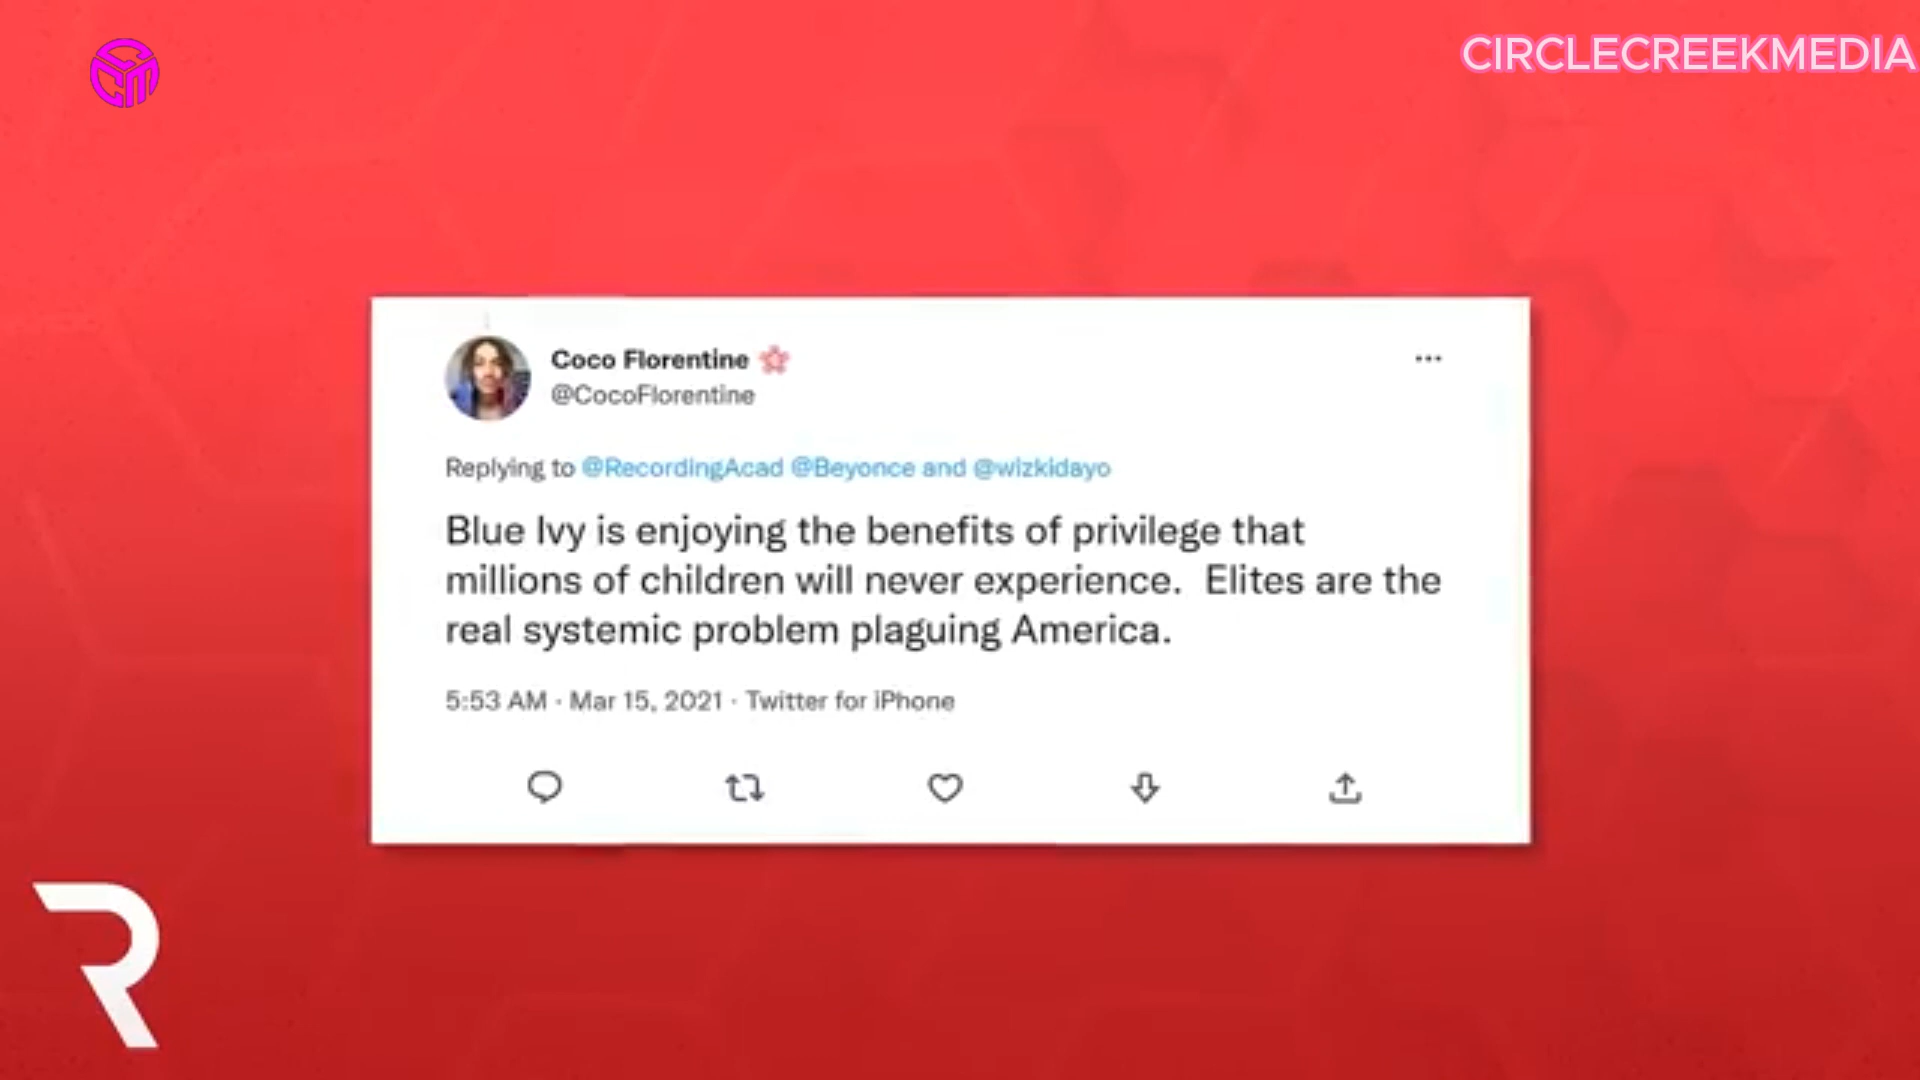 CIRCLECREEKMEDIA
Coco Florentine
@CocoFlorentine
Replying to @RecordingAcad @Beyonce and @wizkidayo
Blue Ivy is enjoying the benefits of privilege that
millions of children will never experience.  Elites are the
real systemic problem plaguing America.
5:53 AM · Mar 15, 2021 · Twitter for iPhone
R